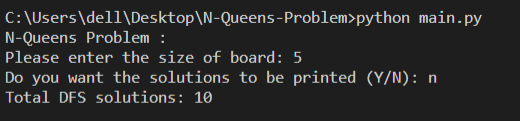 C:\Users\dell\Desktop\N-Queens-Problem>python main.py
N-Queens Problem :
Please enter the size of board: 5
Do you want the solutions to be printed (Y/N): n
Total DFS solutions: 10